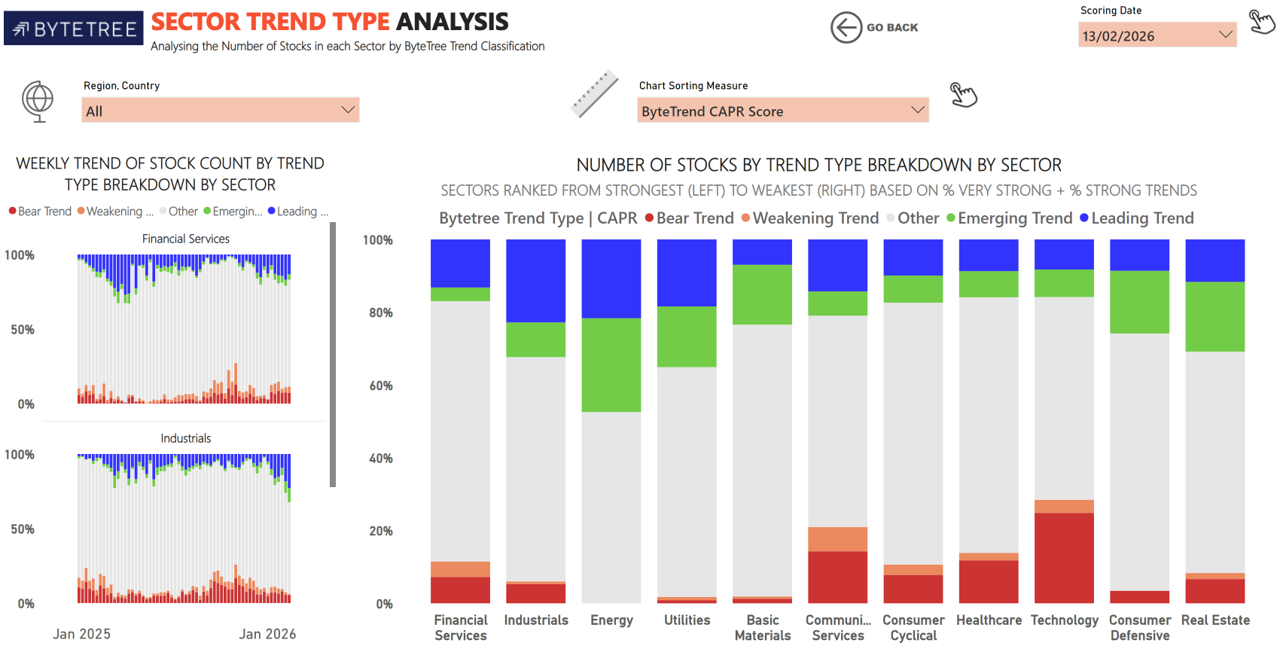 BYTETREE
SECTOR TREND TYPE ANALYSIS
Analysing the Number of Stocks in each Sector by ByteTree Trend Classification
GO BACK
Scoring Date
13/02/2026
Region, Country
All
Chart Sorting Measure
ByteTrend CAPR Score
WEEKLY TREND OF STOCK COUNT BY TREND
TYPE BREAKDOWN BY SECTOR
Bear Trend Weakening ... Other Emergin... Leading ...
Financial Services
100%
50%
0%
Industrials
100%
50%
0%
Jan 2025 Jan 2026
NUMBER OF STOCKS BY TREND TYPE BREAKDOWN BY SECTOR
SECTORS RANKED FROM STRONGEST (LEFT) TO WEAKEST (RIGHT) BASED ON % VERY STRONG + % STRONG TRENDS
Bytetree Trend Type | CAPR Bear Trend Weakening Trend Other Emerging Trend Leading Trend
100%
80%
60%
40%
20%
0%
Financial Services
Industrials
Energy
Utilities
Basic Materials
Communi... Services
Consumer Cyclical
Healthcare
Technology
Consumer Defensive
Real Estate